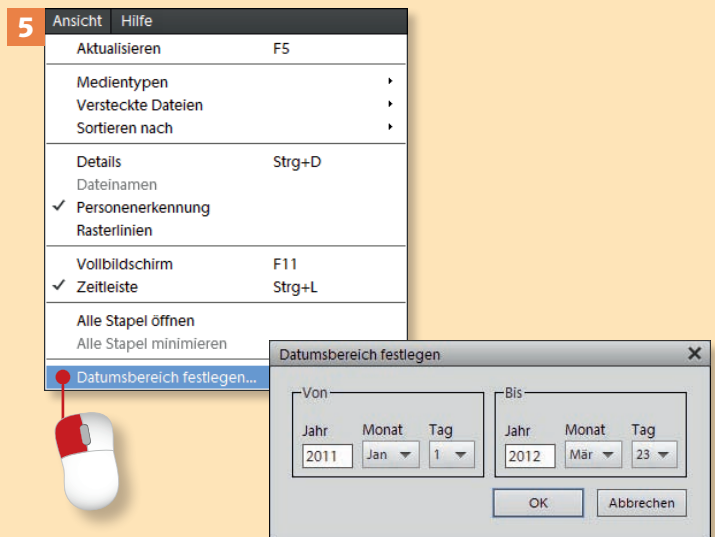 5
Ansicht Hilfe
Aktualisieren F5
Medientypen
Versteckte Dateien
Sortieren nach
Details Strg+D
Dateinamen
Personenerkennung
Rasterlinien
Vollbildschirm F11
Zeitleiste Strg+L
Alle Stapel öffnen
Alle Stapel minimieren
Datumsbereich festlegen...
Datumsbereich festlegen
Von Bis
Jahr Monat Tag Jahr Monat Tag
2011 Jan 1 2012 Mär 23
OK Abbrechen